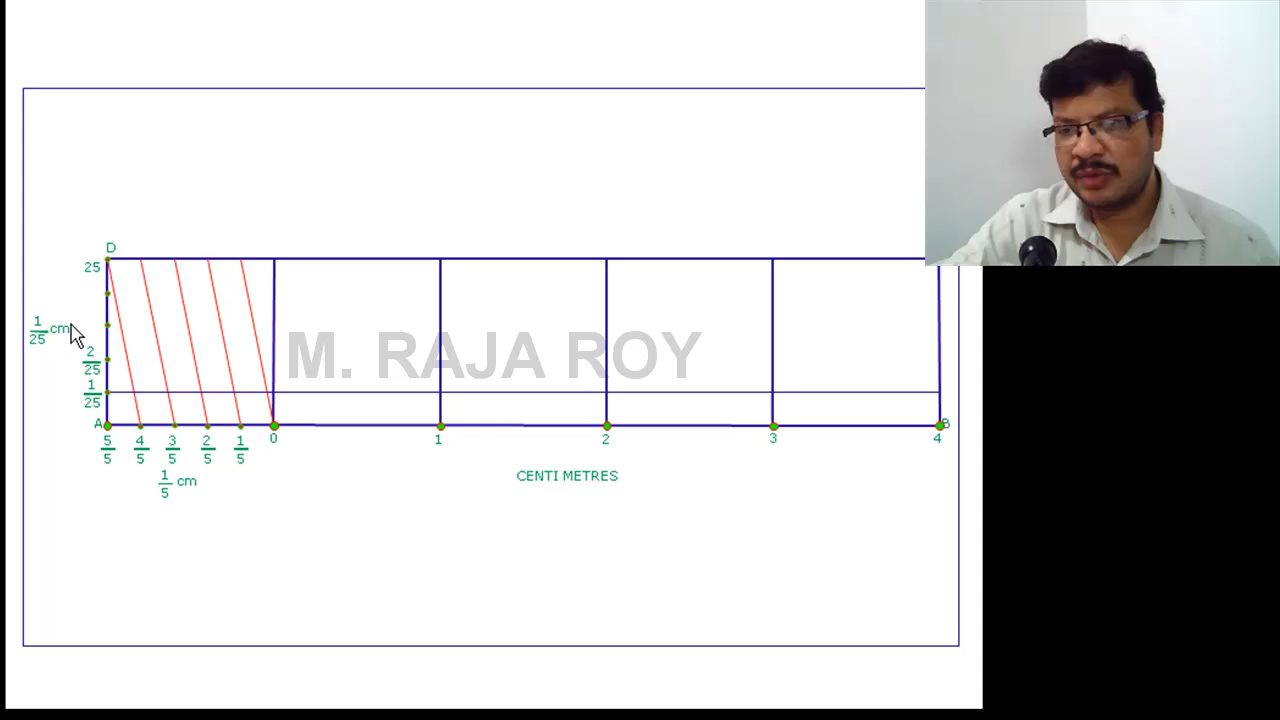 D
25
1/25 cm
M. RAJA ROY
2/25
1/25
A
B
5/5 4/5 3/5 2/5 1/5 0 1 2 3 4
1/5 cm
CENTI METRES